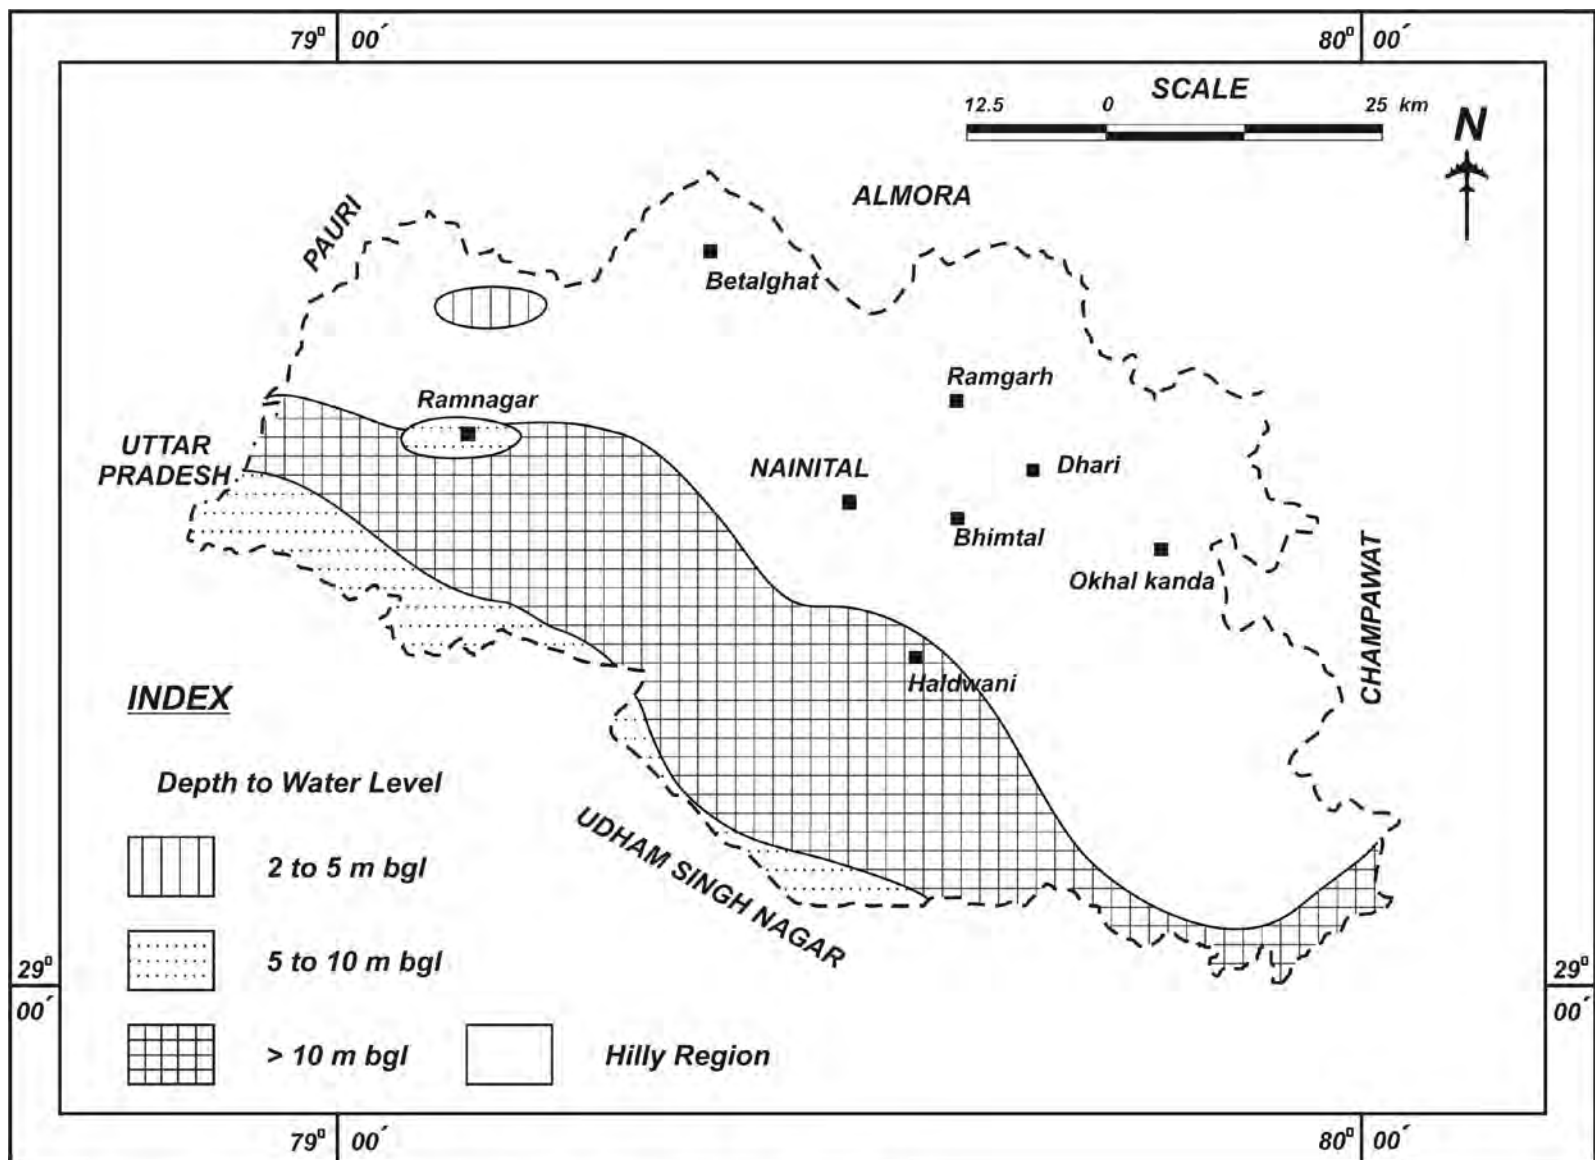 79° 00´
80° 00´
SCALE
12.5 0 25 km
N
PAURI
ALMORA
Betalghat
Ramgarh
Ramnagar
UTTAR
PRADESH
NAINITAL
Dhari
Bhimtal
Okhal kanda
CHAMPAWAT
Haldwani
INDEX
Depth to Water Level
UDHAM SINGH NAGAR
2 to 5 m bgl
5 to 10 m bgl
29°
00´
29°
00´
> 10 m bgl
Hilly Region
79° 00´
80° 00´